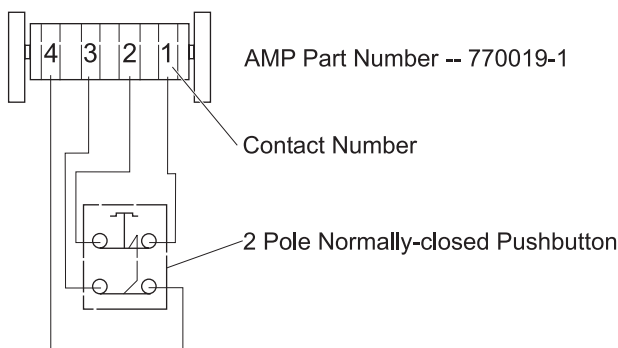 4 3 2 1
AMP Part Number -- 770019-1
Contact Number
2 Pole Normally-closed Pushbutton